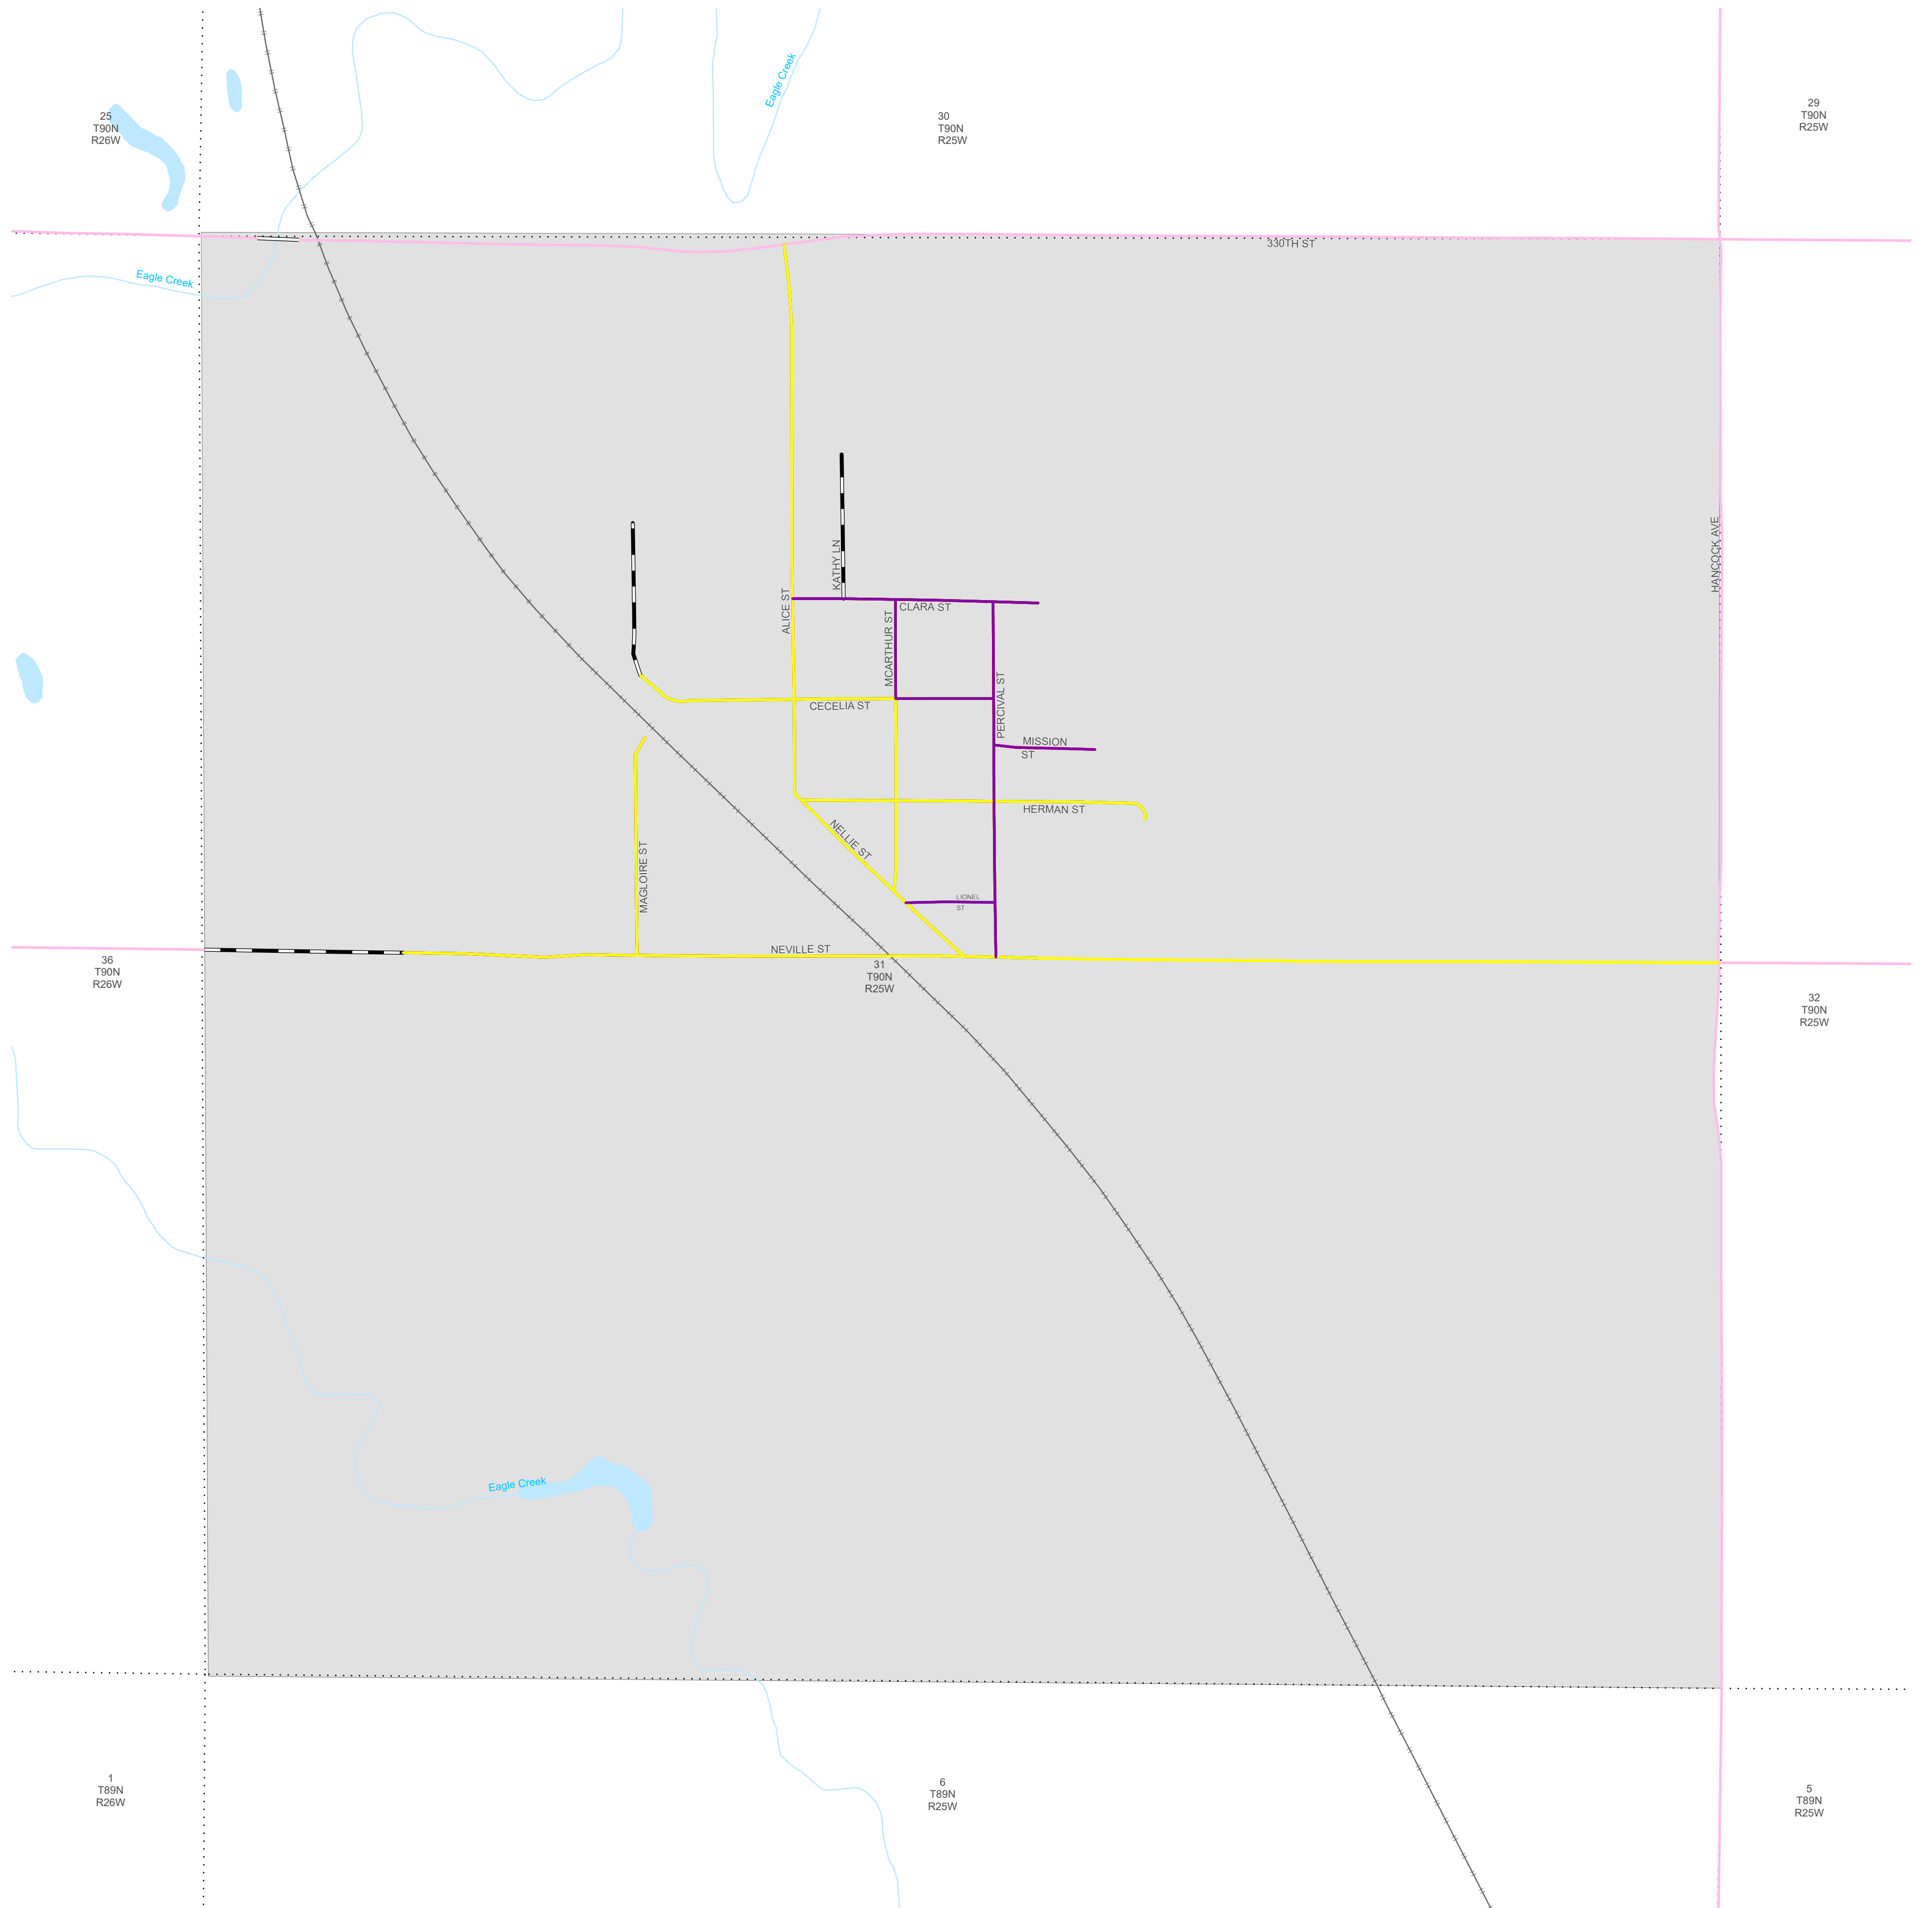 Eagle Creek
25
T90N
R26W
30
T90N
R25W
29
T90N
R25W
330TH ST
Eagle Creek
HANCOCK AVE
KATHY LN
ALICE ST
CLARA ST
MCARTHUR ST
PERCIVAL ST
CECELIA ST
MISSION
ST
HERMAN ST
NELLIE ST
MAGLOIRE ST
LIONEL
ST
NEVILLE ST
36
T90N
R26W
31
T90N
R25W
32
T90N
R25W
Eagle Creek
1
T89N
R26W
6
T89N
R25W
5
T89N
R25W